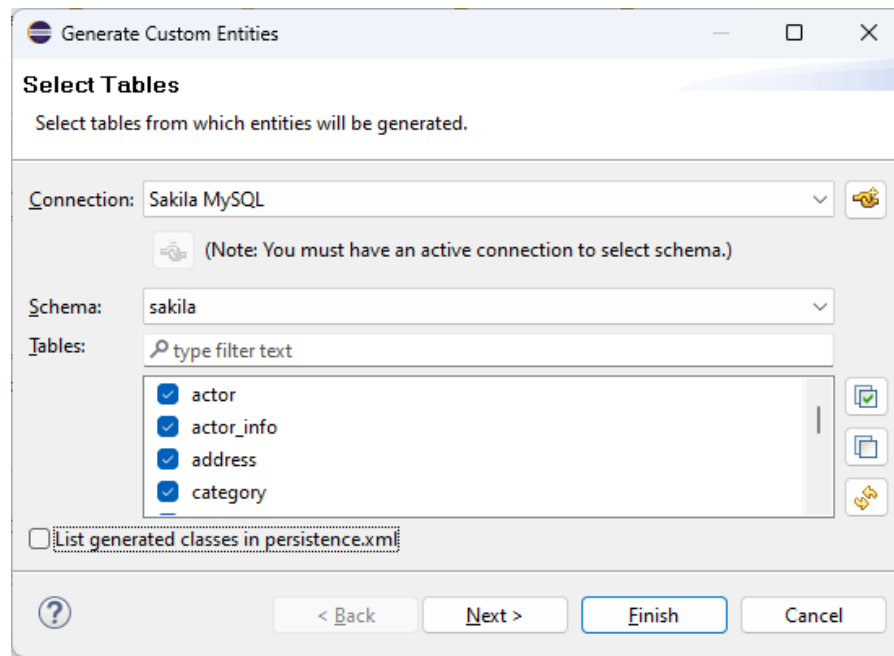 Generate Custom Entities
Select Tables
Select tables from which entities will be generated.
Connection: Sakila MySQL
(Note: You must have an active connection to select schema.)
Schema: sakila
Tables: type filter text
actor
actor_info
address
category
List generated classes in persistence.xml
? < Back Next > Finish Cancel